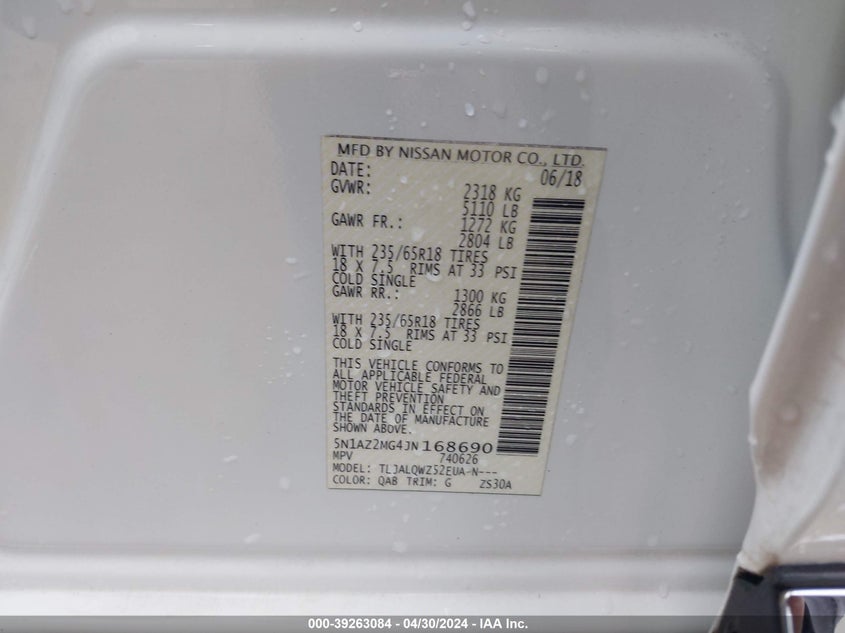 MFD BY NISSAN MOTOR CO., LTD.
DATE: 06/18
GVWR: 2318 KG
5110 LB
GAWR FR.: 1272 KG
2804 LB
WITH 235/65R18 TIRES
18 X 7.5 RIMS AT 33 PSI
COLD SINGLE
GAWR RR.: 1300 KG
2866 LB
WITH 235/65R18 TIRES
18 X 7.5 RIMS AT 33 PSI
COLD SINGLE
THIS VEHICLE CONFORMS TO
ALL APPLICABLE FEDERAL
MOTOR VEHICLE SAFETY AND
THEFT PREVENTION
STANDARDS IN EFFECT ON
THE DATE OF MANUFACTURE
SHOWN ABOVE.
5N1AZ2MG4JN168690
MPV 740626
MODEL: TLJALQWZ52EUA-N---
COLOR: QAB TRIM: G ZS30A
000-39263084 - 04/30/2024 - IAA Inc.